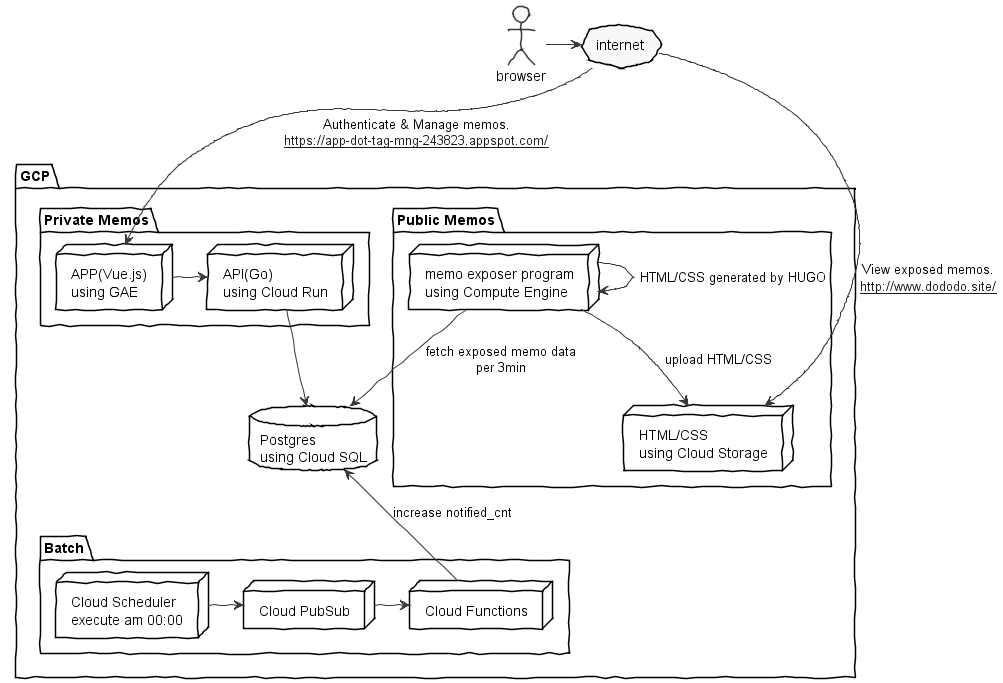 browser
internet
Authenticate & Manage memos.
https://app-dot-tag-mng-243823.appspot.com/
GCP
Private Memos
APP(Vue.js)
using GAE
API(Go)
using Cloud Run
Public Memos
memo exposer program
using Compute Engine
HTML/CSS generated by HUGO
View exposed memos.
http://www.dododo.site/
fetch exposed memo data
per 3min
upload HTML/CSS
Postgres
using Cloud SQL
HTML/CSS
using Cloud Storage
increase notified_cnt
Batch
Cloud Scheduler
execute am 00:00
Cloud PubSub
Cloud Functions